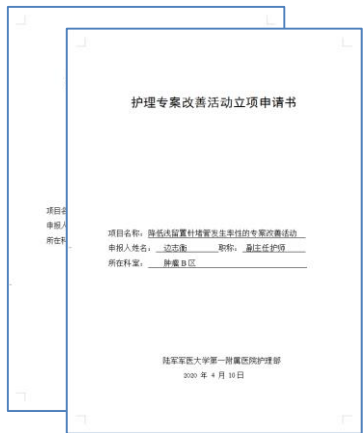 护理专案改善活动立项申请书
项目名
申报人
所在科
项目名称：降低浅留置针堵管发生率性的专案改善活动
申报人姓名：边志衡 职称：副主任护师
所在科室：肿瘤B区
陆军军医大学第一附属医院护理部
2020 年 4 月 10日